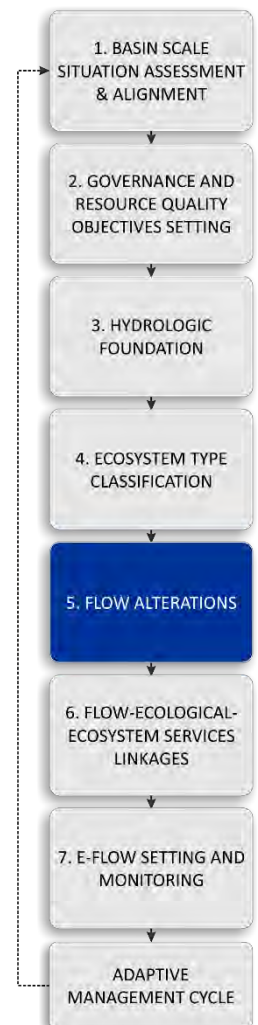 1. BASIN SCALE
SITUATION ASSESSMENT
& ALIGNMENT
2. GOVERNANCE AND
RESOURCE QUALITY
OBJECTIVES SETTING
3. HYDROLOGIC
FOUNDATION
4. ECOSYSTEM TYPE
CLASSIFICATION
5. FLOW ALTERATIONS
6. FLOW-ECOLOGICAL-
ECOSYSTEM SERVICES
LINKAGES
7. E-FLOW SETTING AND
MONITORING
ADAPTIVE
MANAGEMENT CYCLE